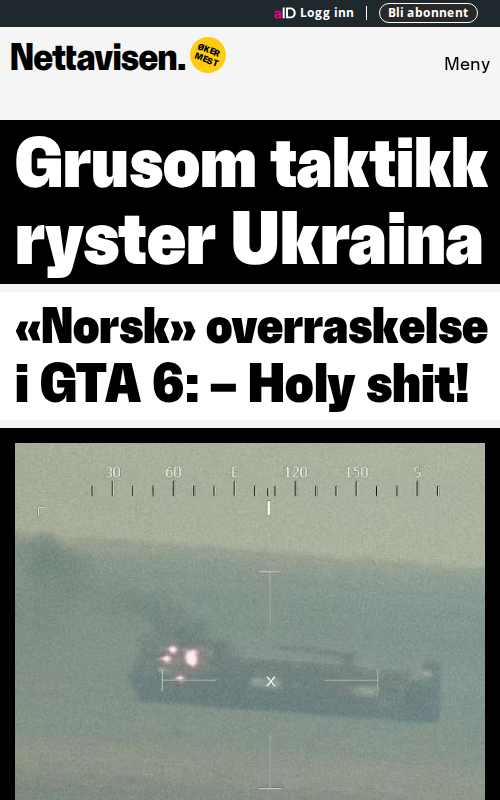 aID Logg inn
Bli abonnent
Nettavisen.
ØKER
MEST
Meny
Grusom taktikk
ryster Ukraina
«Norsk» overraskelse
i GTA 6: – Holy shit!
30 60 E 120 150 S
X